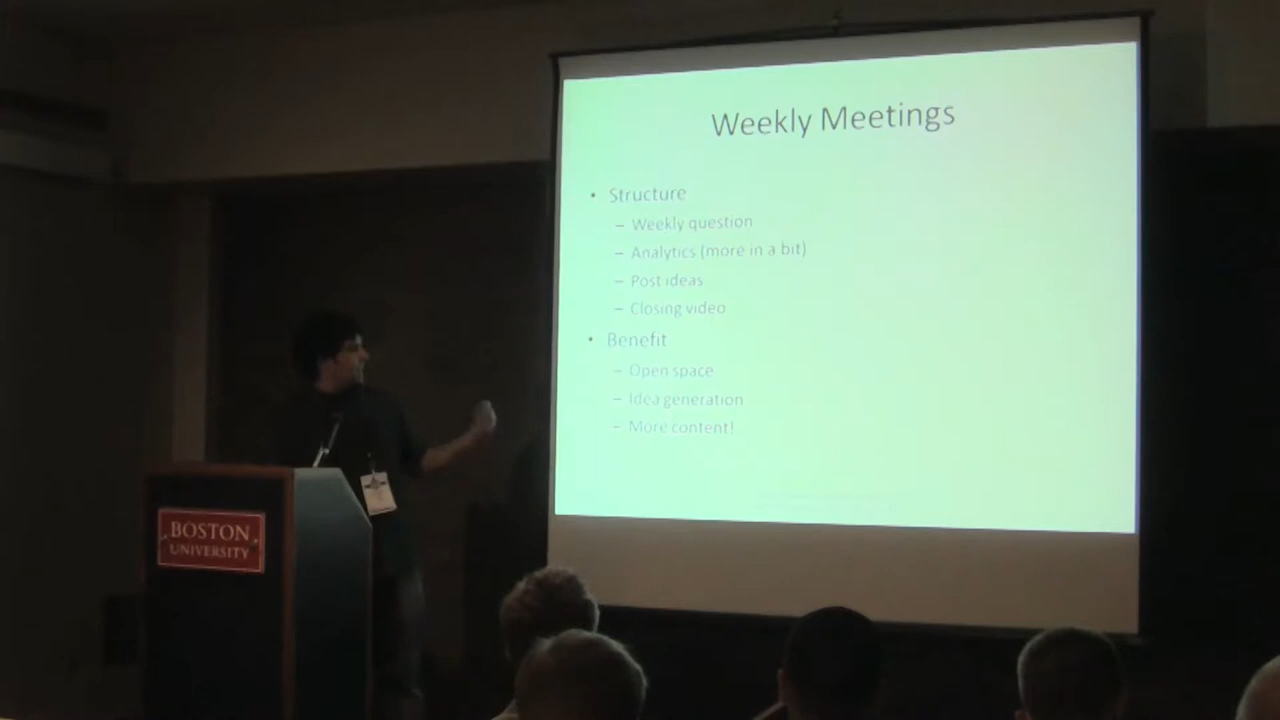 Weekly Meetings
• Structure
– Weekly question
– Analytics (more in a bit)
– Post ideas
– Closing video
• Benefit
– Open space
– Idea generation
– More content!
BOSTON
UNIVERSITY